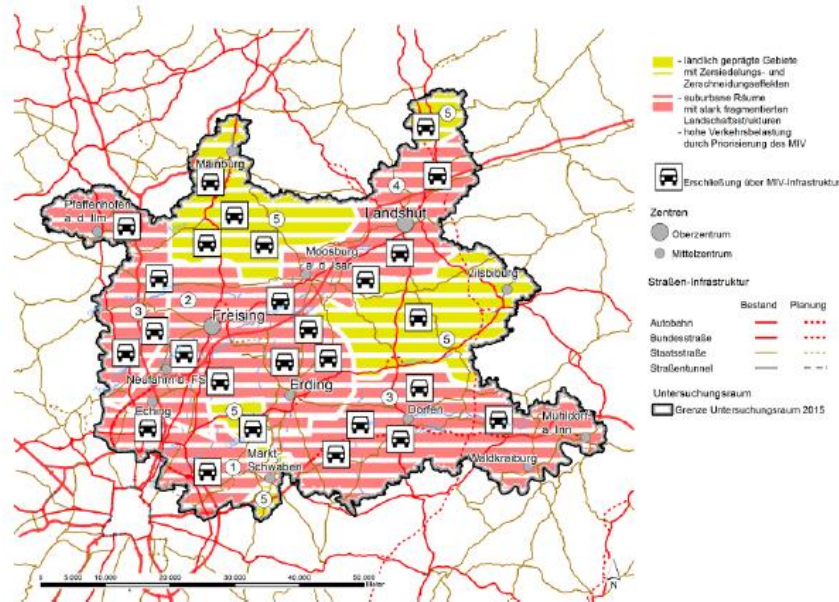 5
Mainburg
4
Pfaffenhofen
a. d. Ilm
5
Landshut
Moosburg
a. d. Isar
Vilsbiburg
2
3
Freising
5
Neufahrn b. FS
Erding
3
Eching
5
Dorfen
Mühldorf
a. Inn
Markt-
Schwaben
1
Waldkraiburg
5
0 5.000 10.000 20.000 30.000 40.000 50.000
Meter
N
- ländlich geprägte Gebiete
mit Zersiedelungs- und
Zerschneidungseffekten
- suburbane Räume
mit stark fragmentierten
Landschaftsstrukturen
- hohe Verkehrsbelastung
durch Priorisierung des MIV
Erschließung über MIV-Infrastruktur
Zentren
Oberzentrum
Mittelzentrum
Straßen-Infrastruktur
Bestand Planung
Autobahn
Bundesstraße
Staatsstraße
Straßentunnel
Untersuchungsraum
Grenze Untersuchungsraum 2015